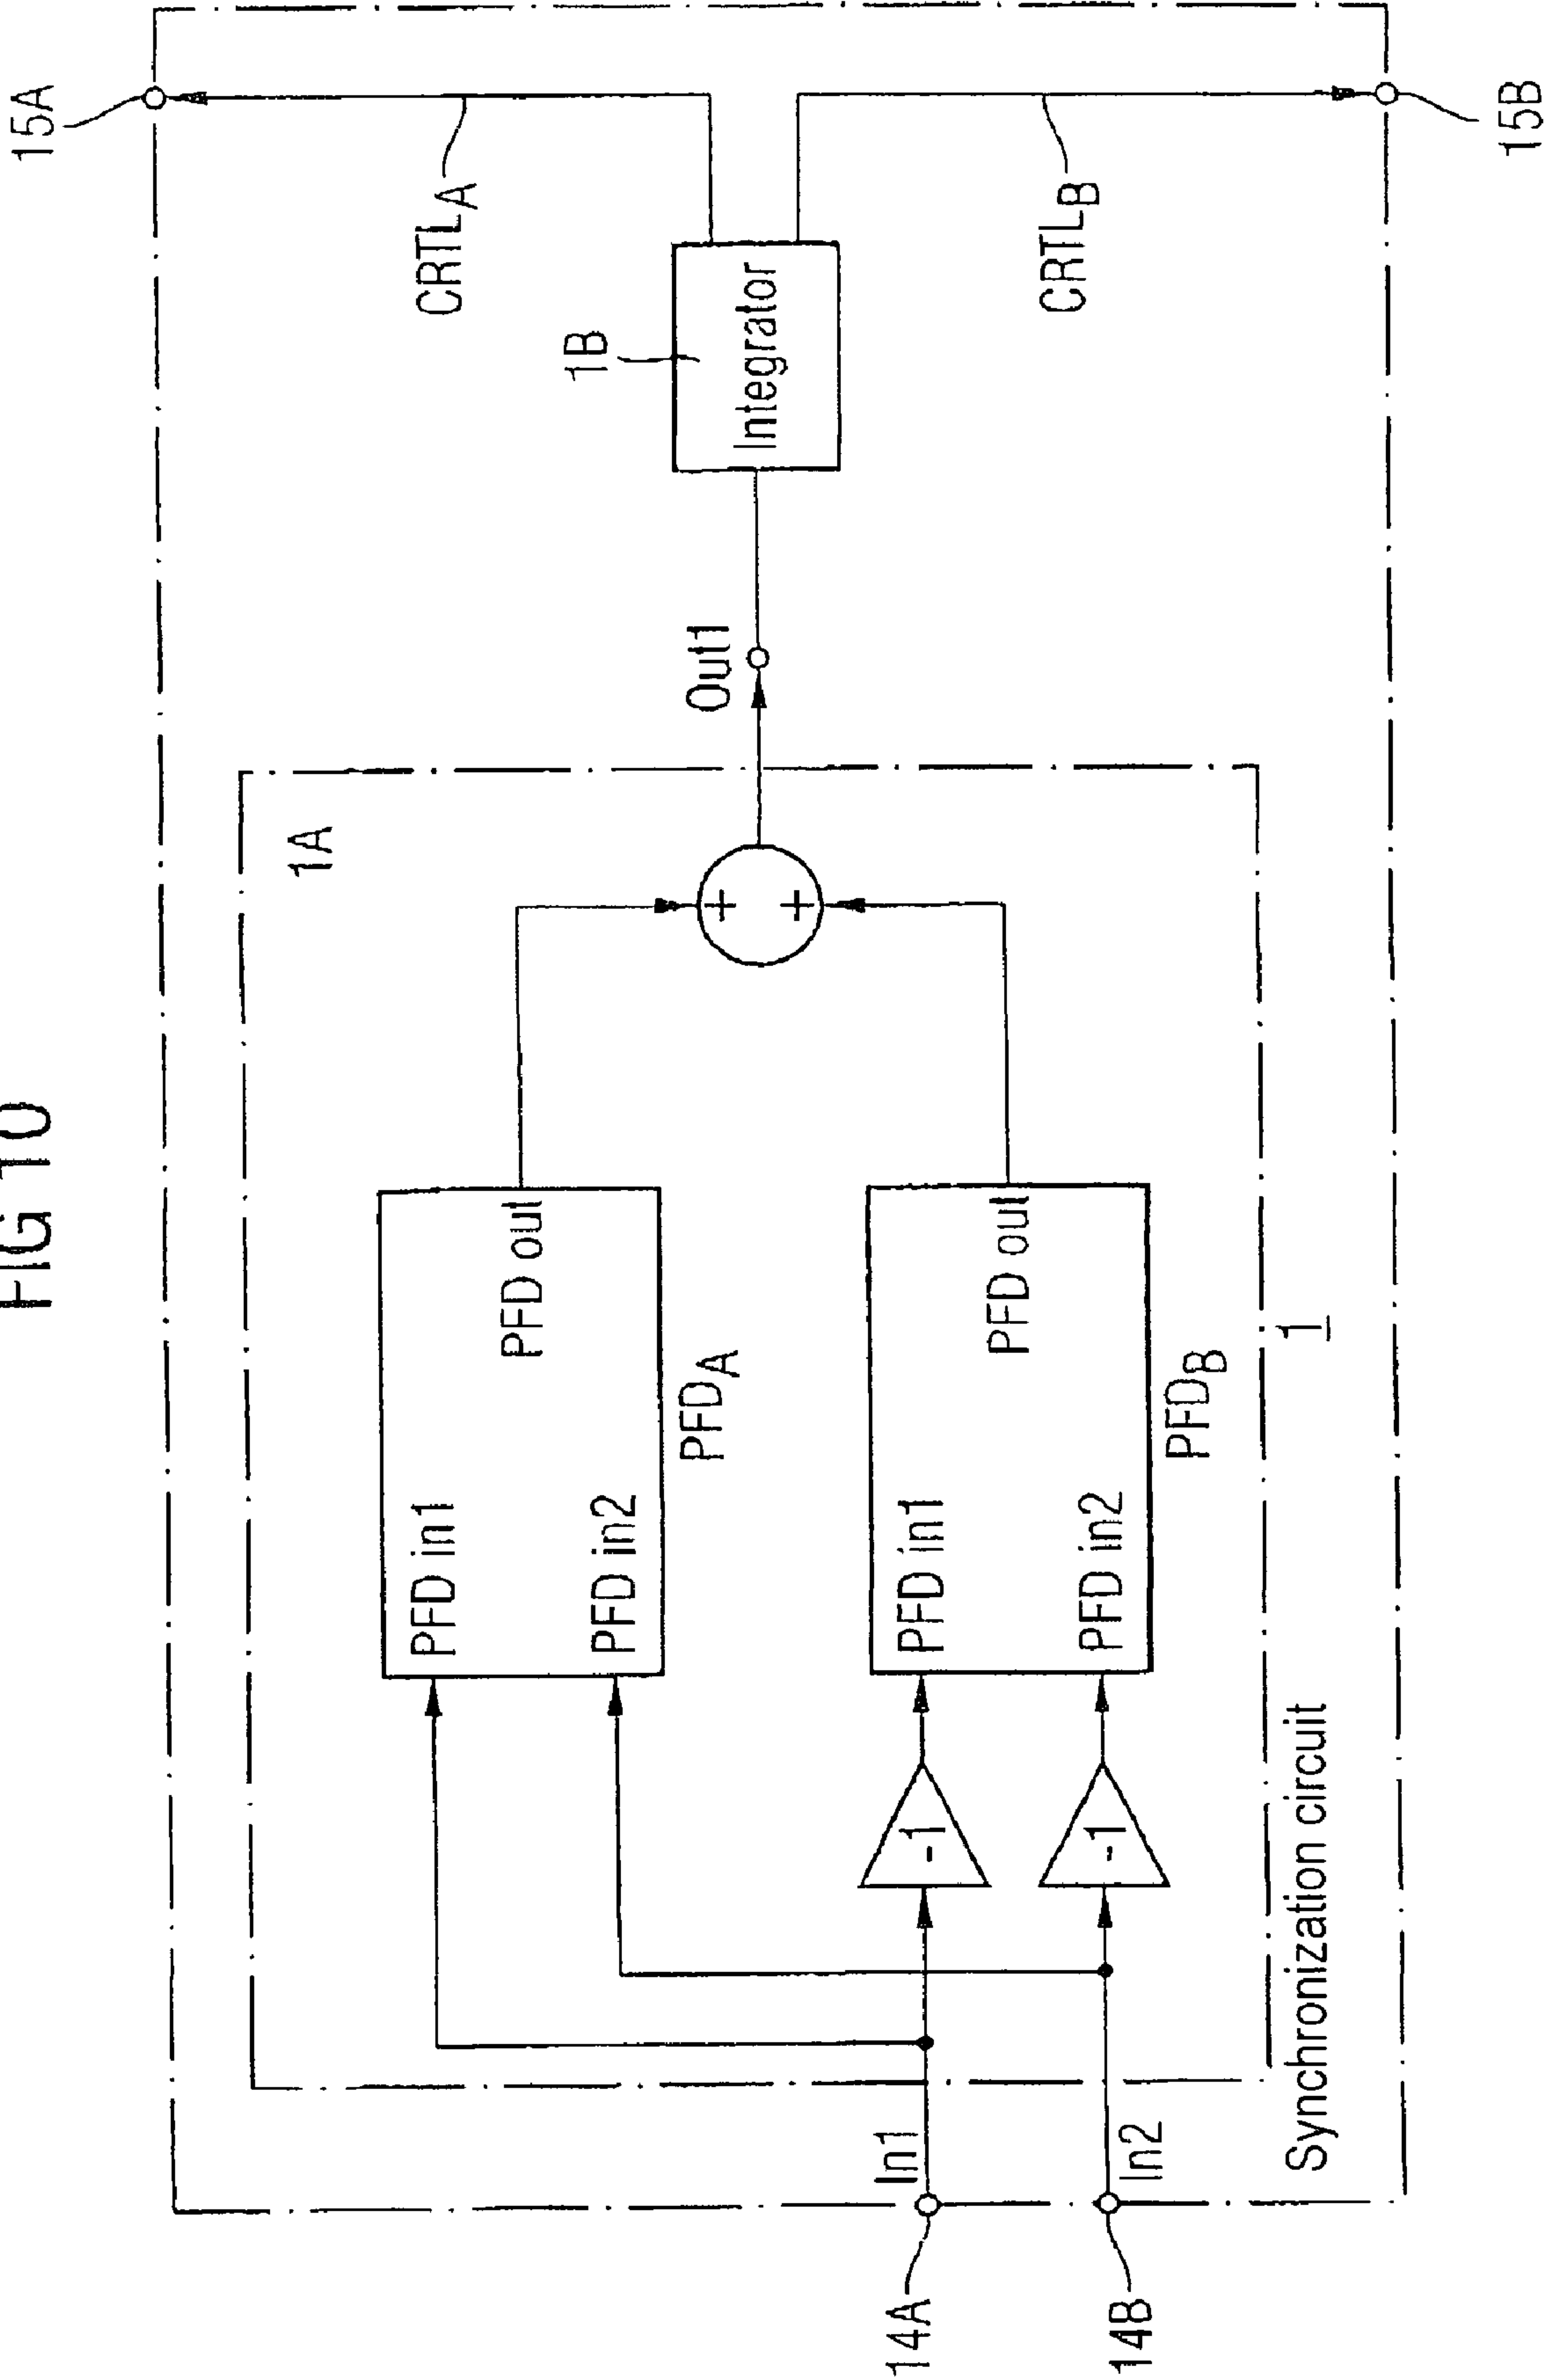 FIG 10
15A
CRTL_A
1B
Integrator
CRTL_B
15B
Out1
1A
PFD in1
PFD out
PFD in2
PFD_A
+
+
PFD in1
PFD out
PFD in2
PFD_B
-1
-1
1
Synchronization circuit
In1
In2
14A
14B